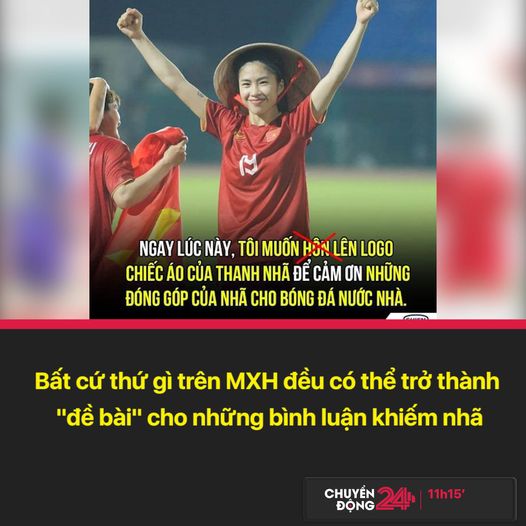 19
NGAY LÚC NÀY, TÔI MUỐN HÔN LÊN LOGO
CHIẾC ÁO CỦA THANH NHÃ ĐỂ CẢM ƠN NHỮNG
ĐÓNG GÓP CỦA NHÃ CHO BÓNG ĐÁ NƯỚC NHÀ.
Bất cứ thứ gì trên MXH đều có thể trở thành
"đề bài" cho những bình luận khiếm nhã
CHUYỂN
ĐỘNG 24h 11h15'